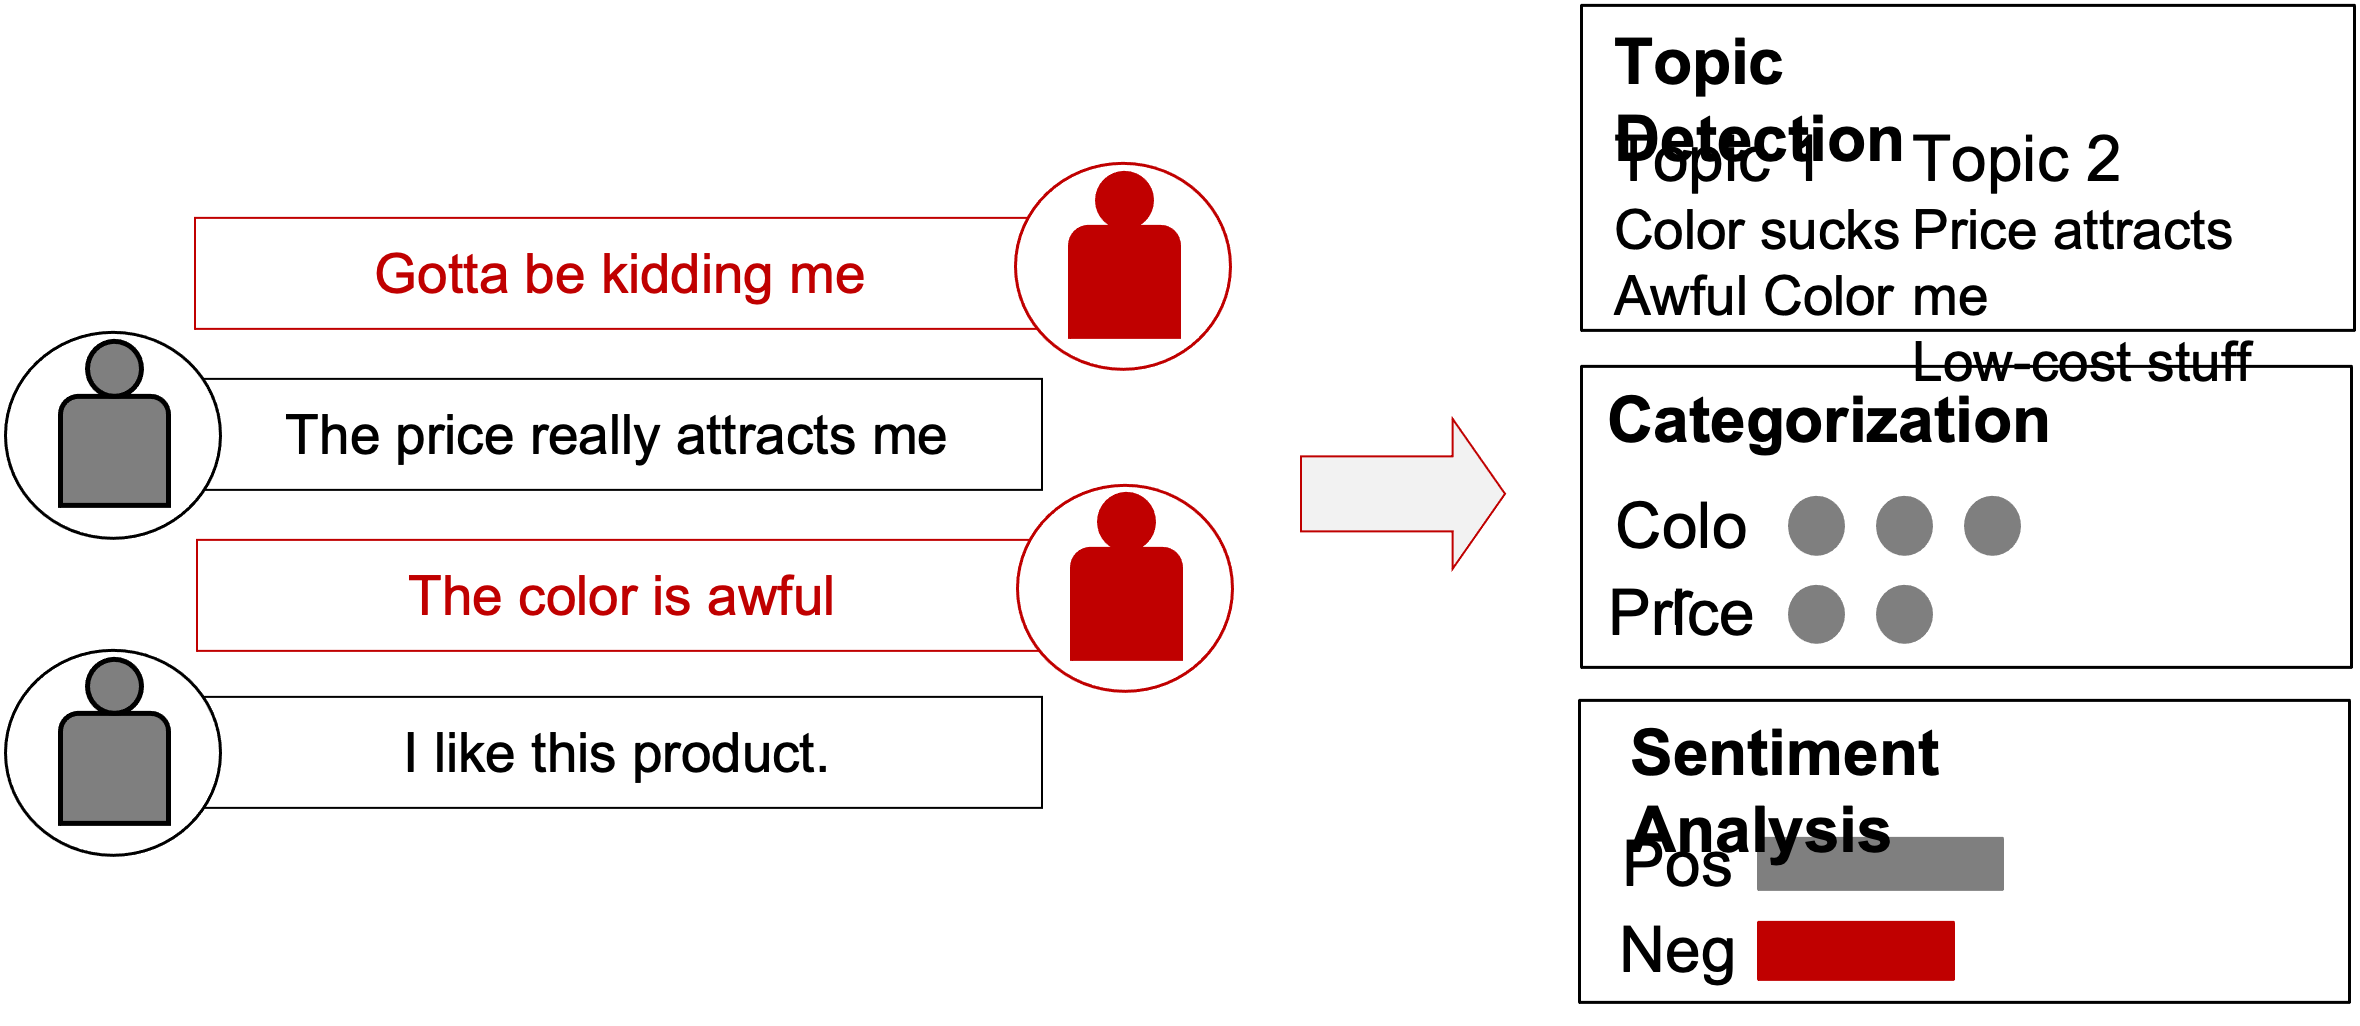 Gotta be kidding me
The price really attracts me
The color is awful
I like this product.
Topic
Detection
Topic 1 Topic 2
Color sucks Price attracts
Awful Color me
Low-cost stuff
Categorization
Colo
r
Price
Sentiment
Analysis
Pos
Neg